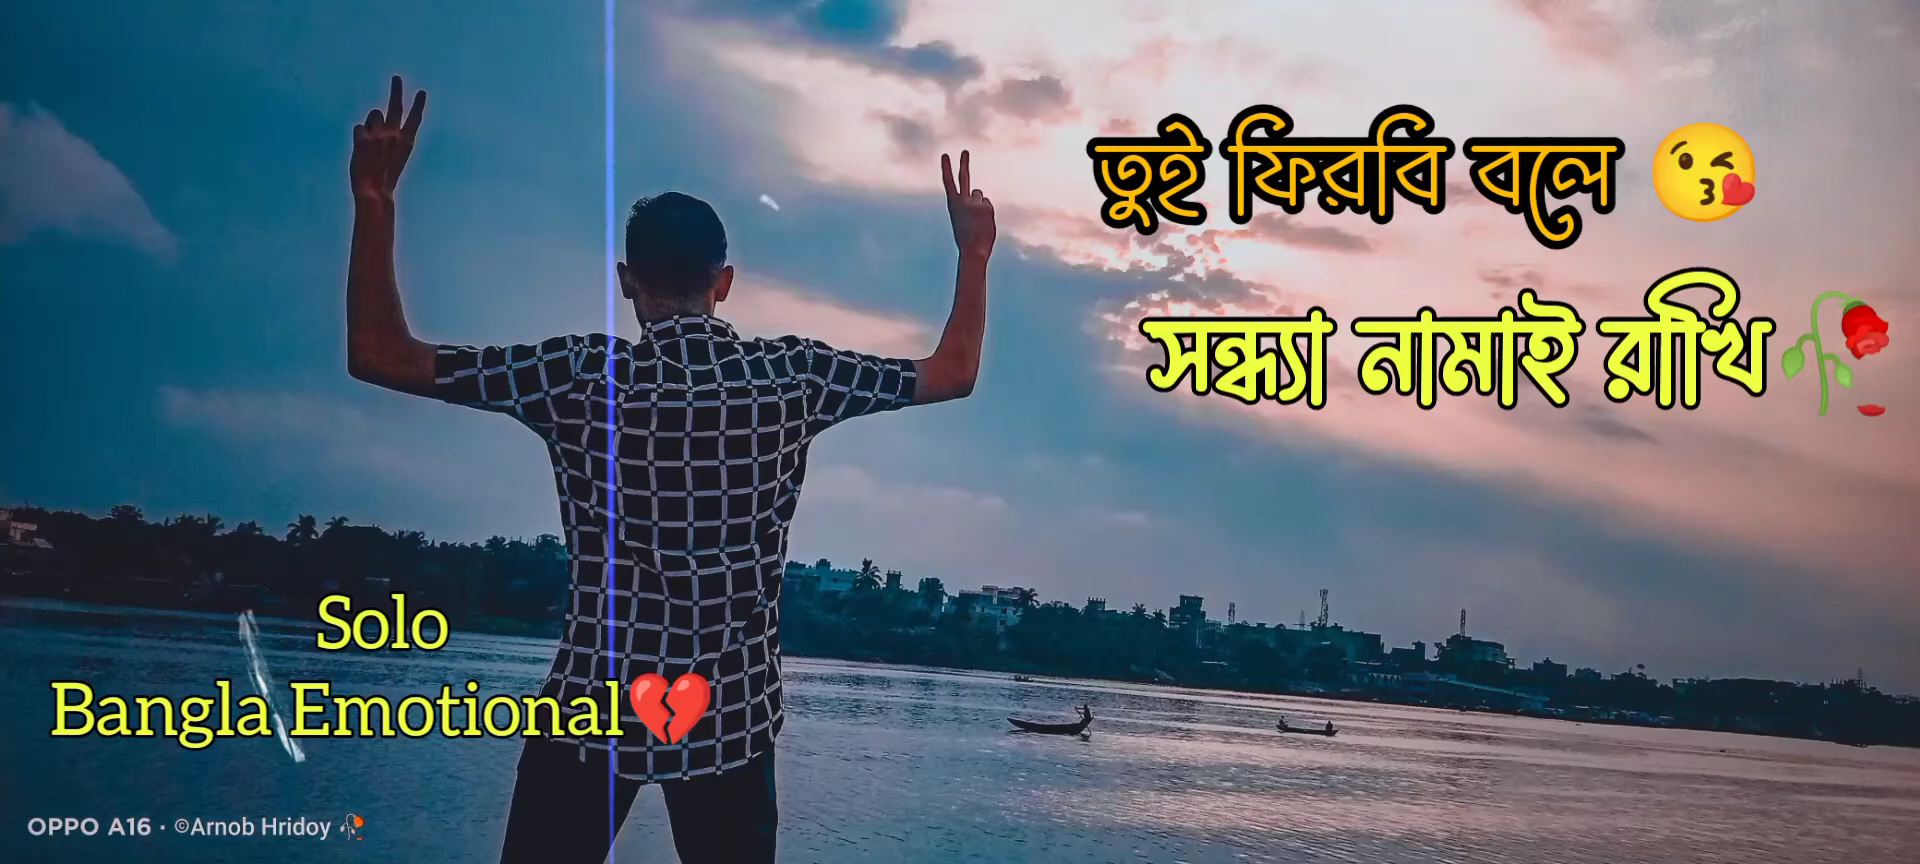 তুই ফিরবি বলে 😘
সন্ধ্যা নামাই রাখি🥀
Solo
Bangla Emotional💔
OPPO A16 · ©Arnob Hridoy 🥀